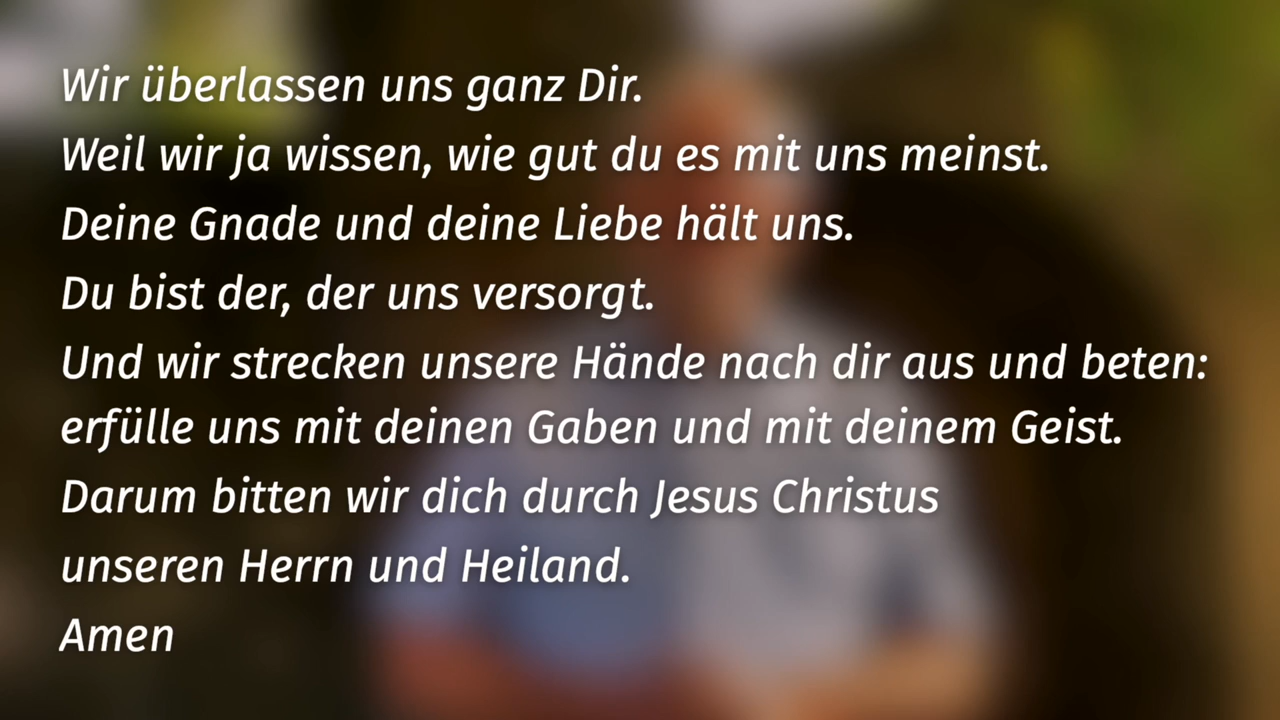 Wir überlassen uns ganz Dir.
Weil wir ja wissen, wie gut du es mit uns meinst.
Deine Gnade und deine Liebe hält uns.
Du bist der, der uns versorgt.
Und wir strecken unsere Hände nach dir aus und beten:
erfülle uns mit deinen Gaben und mit deinem Geist.
Darum bitten wir dich durch Jesus Christus
unseren Herrn und Heiland.
Amen